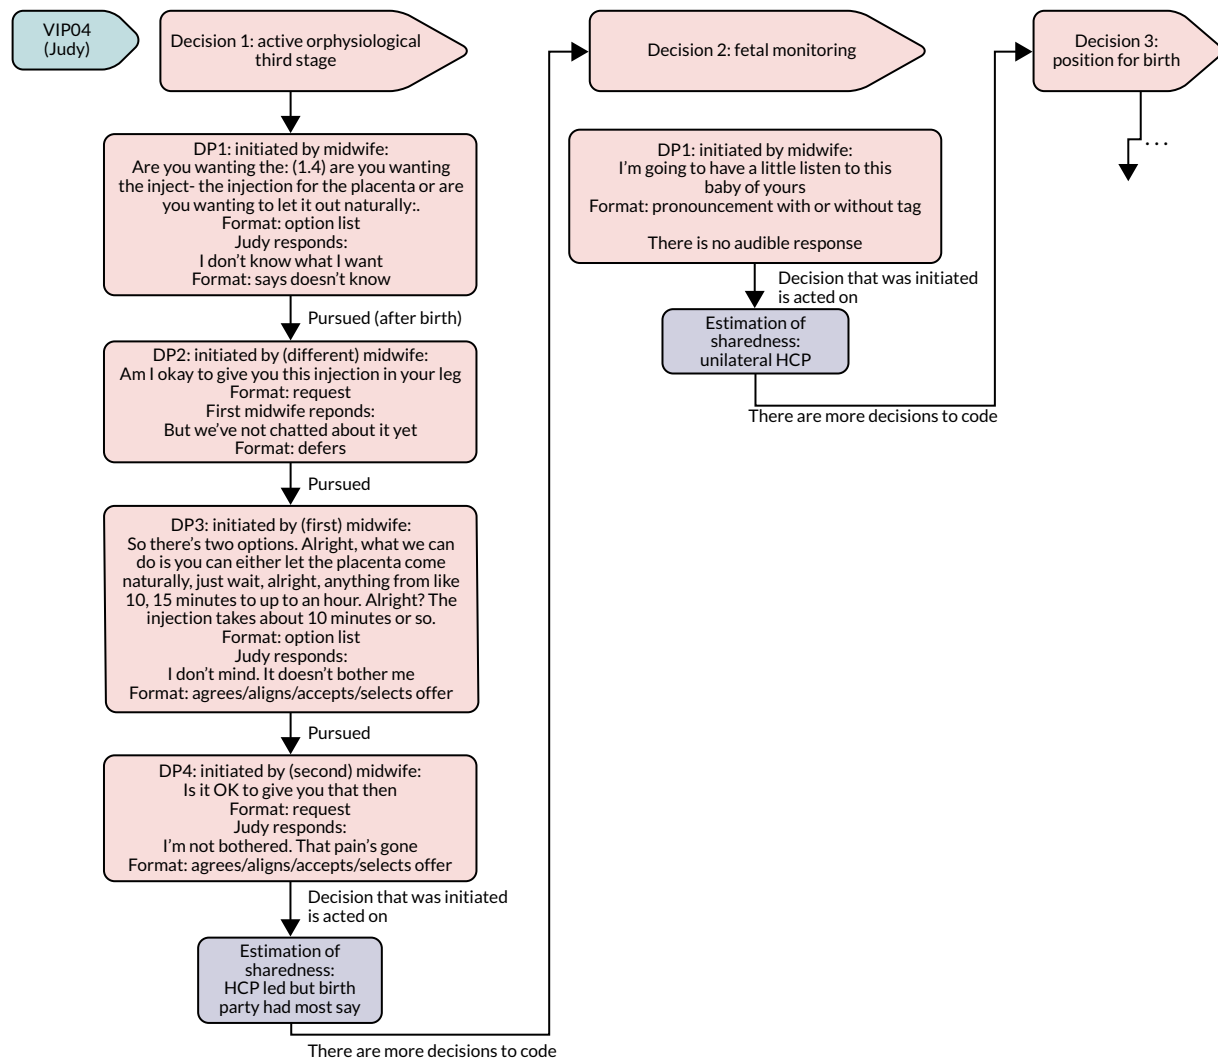 VIP04
(Judy)
Decision 1: active orphysiological
third stage
DP1: initiated by midwife:
Are you wanting the: (1.4) are you wanting
the inject- the injection for the placenta or are
you wanting to let it out naturally:.
Format: option list
Judy responds:
I don't know what I want
Format: says doesn't know
Pursued (after birth)
DP2: initiated by (different) midwife:
Am I okay to give you this injection in your leg
Format: request
First midwife reponds:
But we've not chatted about it yet
Format: defers
Pursued
DP3: initiated by (first) midwife:
So there's two options. Alright, what we can
do is you can either let the placenta come
naturally, just wait, alright, anything from like
10, 15 minutes to up to an hour. Alright? The
injection takes about 10 minutes or so.
Format: option list
Judy responds:
I don't mind. It doesn't bother me
Format: agrees/aligns/accepts/selects offer
Pursued
DP4: initiated by (second) midwife:
Is it OK to give you that then
Format: request
Judy responds:
I'm not bothered. That pain's gone
Format: agrees/aligns/accepts/selects offer
Decision that was initiated
is acted on
Estimation of
sharedness:
HCP led but birth
party had most say
There are more decisions to code
Decision 2: fetal monitoring
DP1: initiated by midwife:
I'm going to have a little listen to this
baby of yours
Format: pronouncement with or without tag
There is no audible response
Decision that was initiated
is acted on
Estimation of
sharedness:
unilateral HCP
There are more decisions to code
Decision 3:
position for birth
...